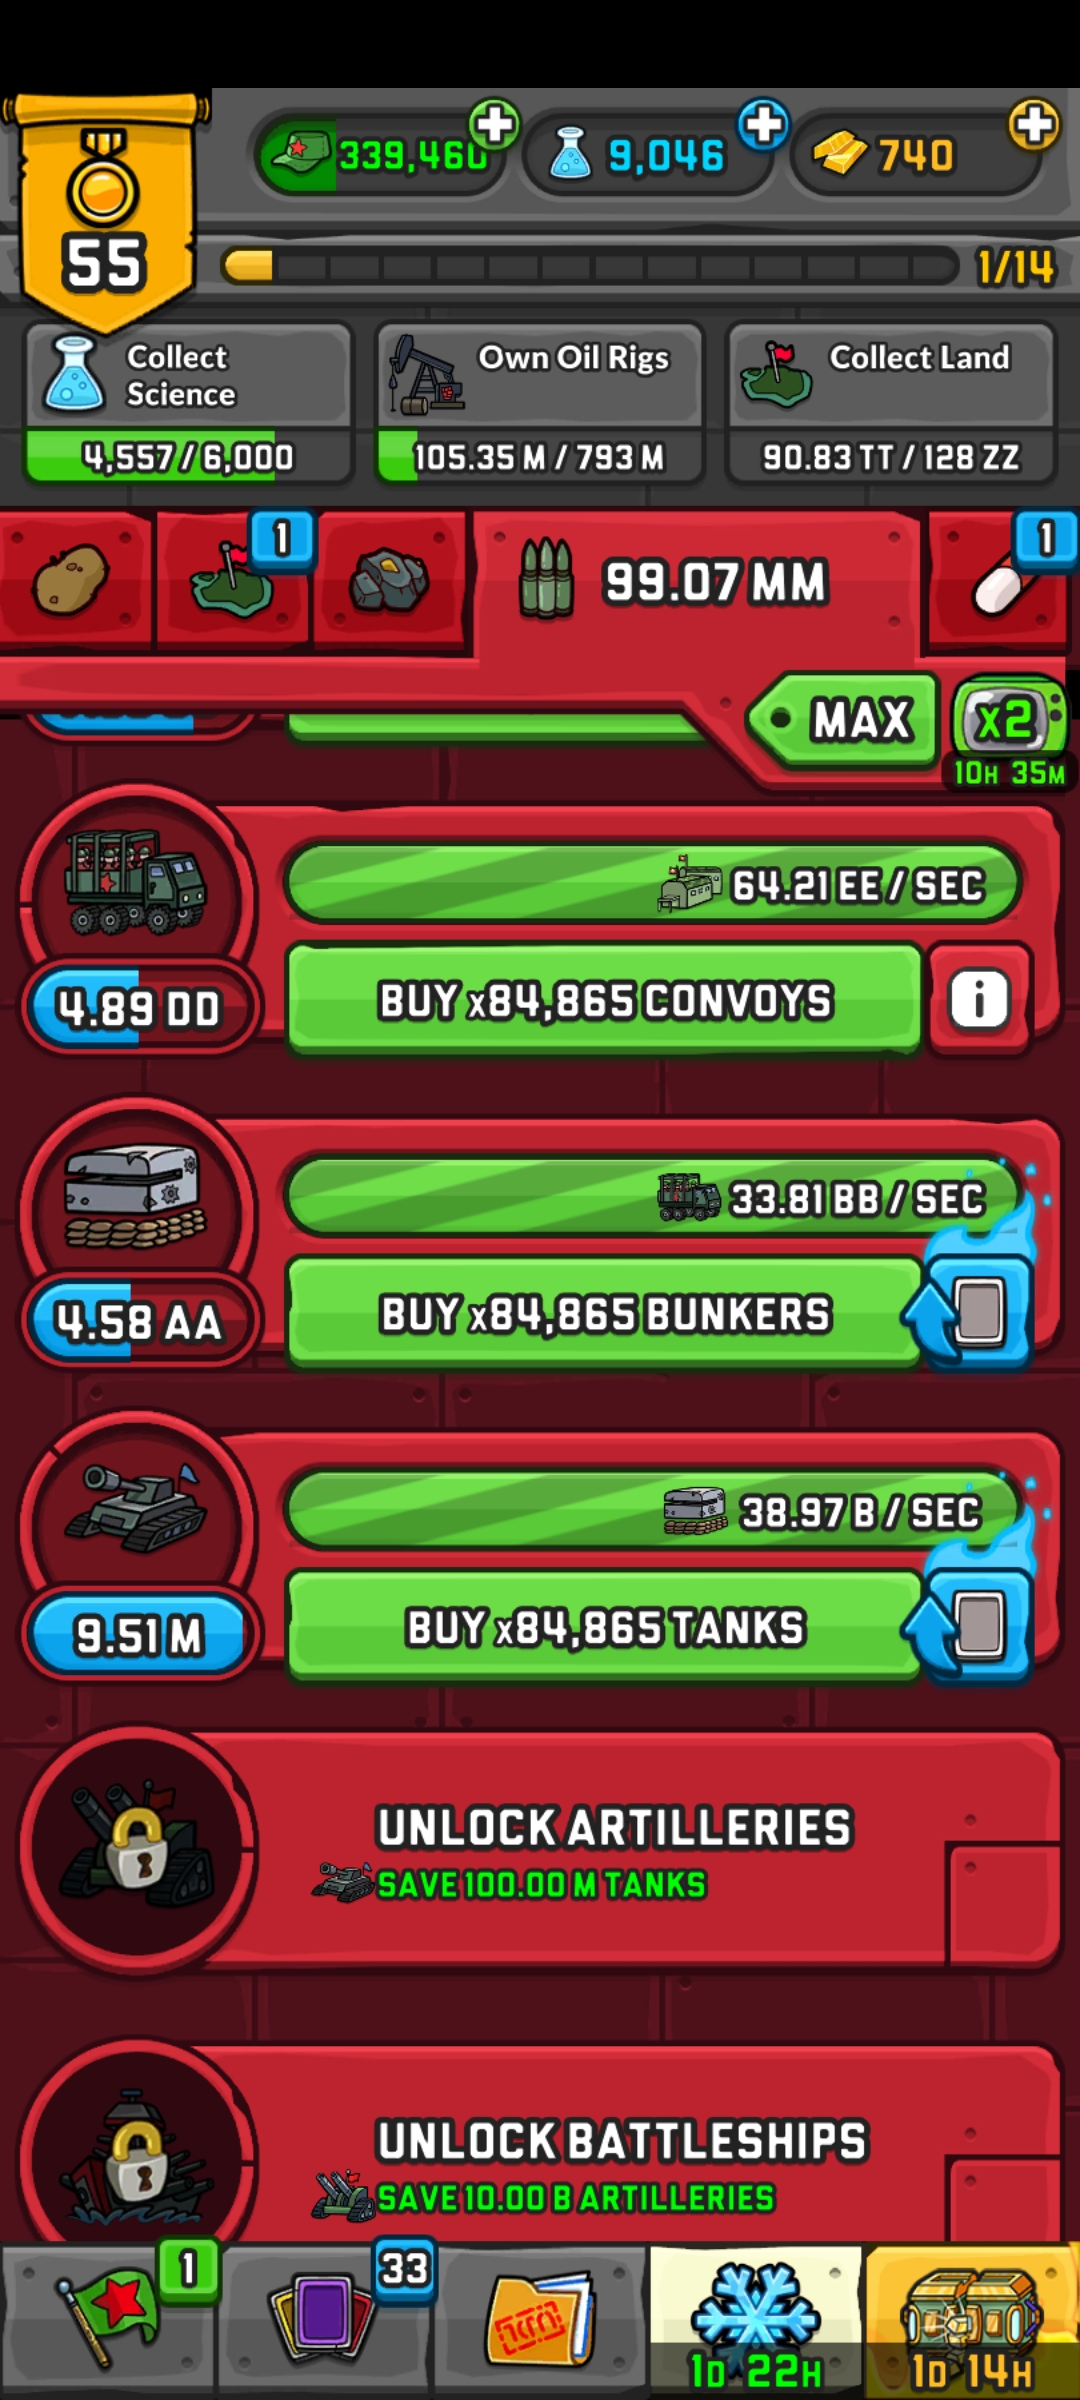 339,460
9,046
740
55
1/14
Collect
Science
4,557 / 6,000
Own Oil Rigs
105.35 M / 793 M
Collect Land
90.83 TT / 128 ZZ
1
99.07 MM
1
MAX
x2
10H 35M
64.21 EE / SEC
4.89 DD
BUY x84,865 CONVOYS
i
33.81 BB / SEC
4.58 AA
BUY x84,865 BUNKERS
38.97 B / SEC
9.51 M
BUY x84,865 TANKS
UNLOCK ARTILLERIES
SAVE 100.00 M TANKS
UNLOCK BATTLESHIPS
SAVE 10.00 B ARTILLERIES
1
33
1D 22H
1D 14H